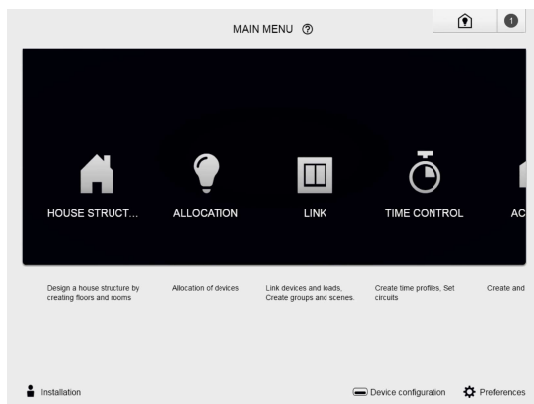 MAIN MENU ?
1
HOUSE STRUCT...
ALLOCATION
LINK
TIME CONTROL
AC
Design a house structure by
creating floors and rooms
Allocation of devices
Link devices and leads,
Create groups and scenes.
Create time profiles, Set
circuits
Create and
Installation
Device configuration
Preferences